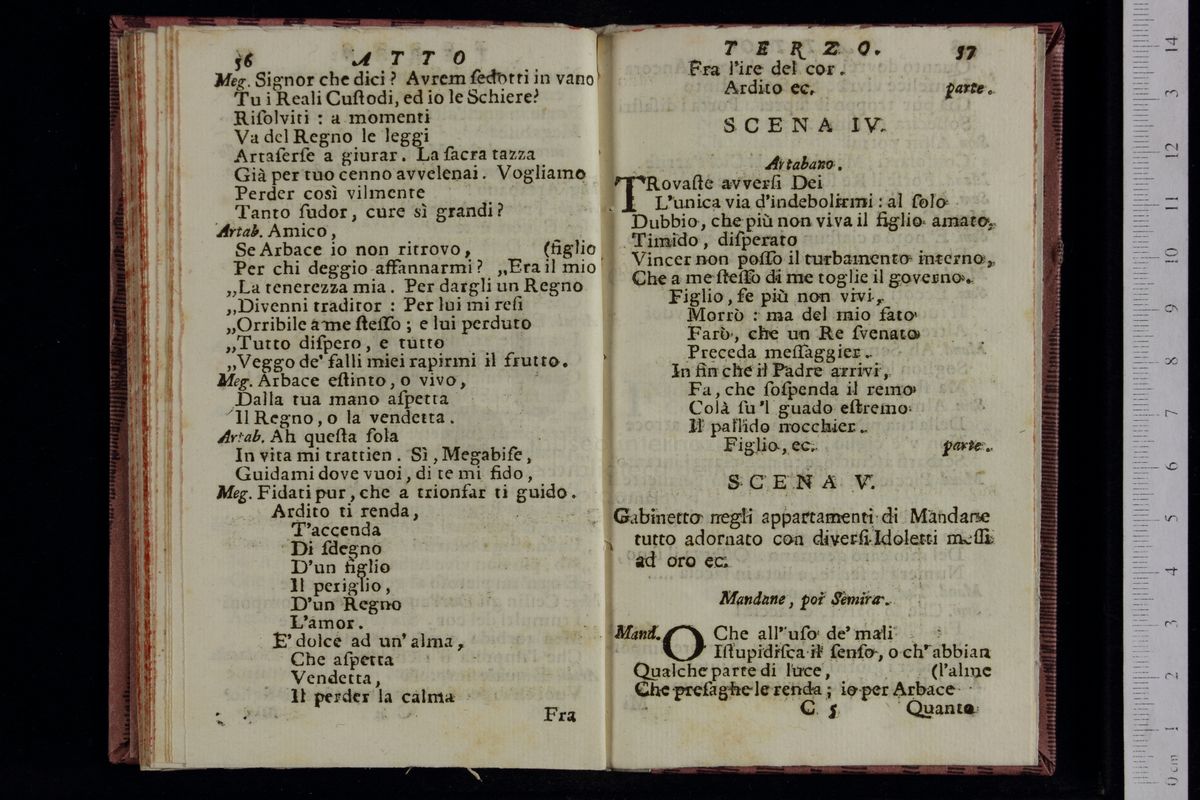 56 ATTO
Meg. Signor che dici? Avrem ſedotti in vano
Tu i Reali Cuſtodi, ed io le Schiere?
Riſolviti : a momenti
Va del Regno le leggi
Artaſerſe a giurar. La ſacra tazza
Già per tuo cenno avvelenai. Vogliamo
Perder così vilmente
Tanto ſudor, cure sì grandi?
Artab. Amico,
Se Arbace io non ritrovo, (figlio
Per chi deggio affannarmi? „Era il mio
„La tenerezza mia. Per dargli un Regno
„Divenni traditor : Per lui mi reſi
„Orribile a me ſteſſo ; e lui perduto
„Tutto diſpero, e tutto
„Veggo de' falli miei rapirmi il frutto.
Meg. Arbace eſtinto, o vivo,
Dalla tua mano aſpetta
Il Regno, o la vendetta.
Artab. Ah queſta ſola
In vita mi trattien. Sì, Megabiſe,
Guidami dove vuoi, di te mi fido,
Meg. Fidati pur, che a trionfar ti guido.
Ardito ti renda,
T'accenda
Di ſdegno
D'un figlio
Il periglio,
D'un Regno
L'amor.
E' dolce ad un' alma,
Che aſpetta
Vendetta,
Il perder la calma
Fra
TERZO. 57
Fra l'ire del cor.
Ardito ec. parte.
SCENA IV.
Artabano.
TRovaſte avverſi Dei
L'unica via d'indebolirmi : al ſolo
Dubbio, che più non viva il figlio amato,
Timido, diſperato
Vincer non poſſo il turbamento interno,
Che a me ſteſſo di me toglie il governo.
Figlio, ſe più non vivi,
Morrò : ma del mio fato
Farò, che un Re ſvenato
Preceda meſſaggier.
In fin che il Padre arrivi,
Fa, che ſoſpenda il remo
Colà ſu 'l guado eſtremo
Il pallido nocchier.
Figlio, ec. parte.
SCENA V.
Gabinetto negli appartamenti di Mandane
tutto adornato con diverſi Idoletti meſſi
ad oro ec.
Mandane, poi Semira.
Mand. O Che all' uſo de' mali
Iſtupidiſca il ſenſo, o ch' abbian
Qualche parte di luce, (l'alme
Che preſaghe le renda ; io per Arbace
C 5 Quanto